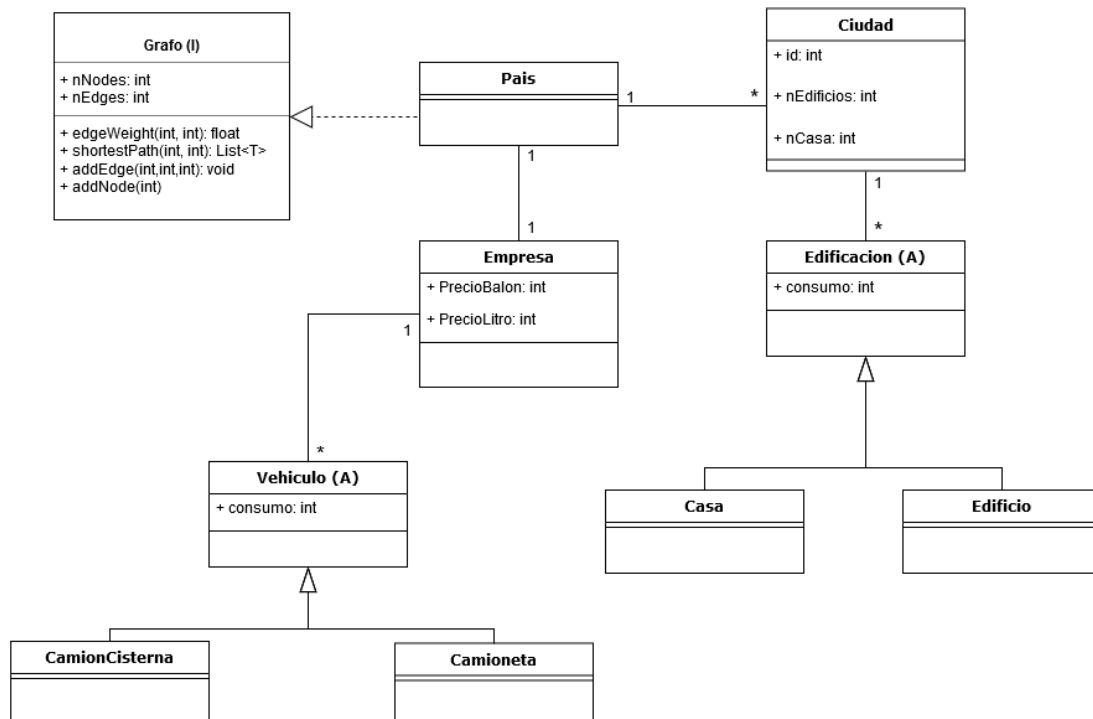 Grafo (I)
+ nNodes: int
+ nEdges: int
+ edgeWeight(int, int): float
+ shortestPath(int, int): List<T>
+ addEdge(int,int,int): void
+ addNode(int)
Pais
1
*
1
1
Ciudad
+ id: int
+ nEdificios: int
+ nCasa: int
1
*
Empresa
+ PrecioBalon: int
+ PrecioLitro: int
1
*
Edificacion (A)
+ consumo: int
Vehiculo (A)
+ consumo: int
Casa
Edificio
CamionCisterna
Camioneta